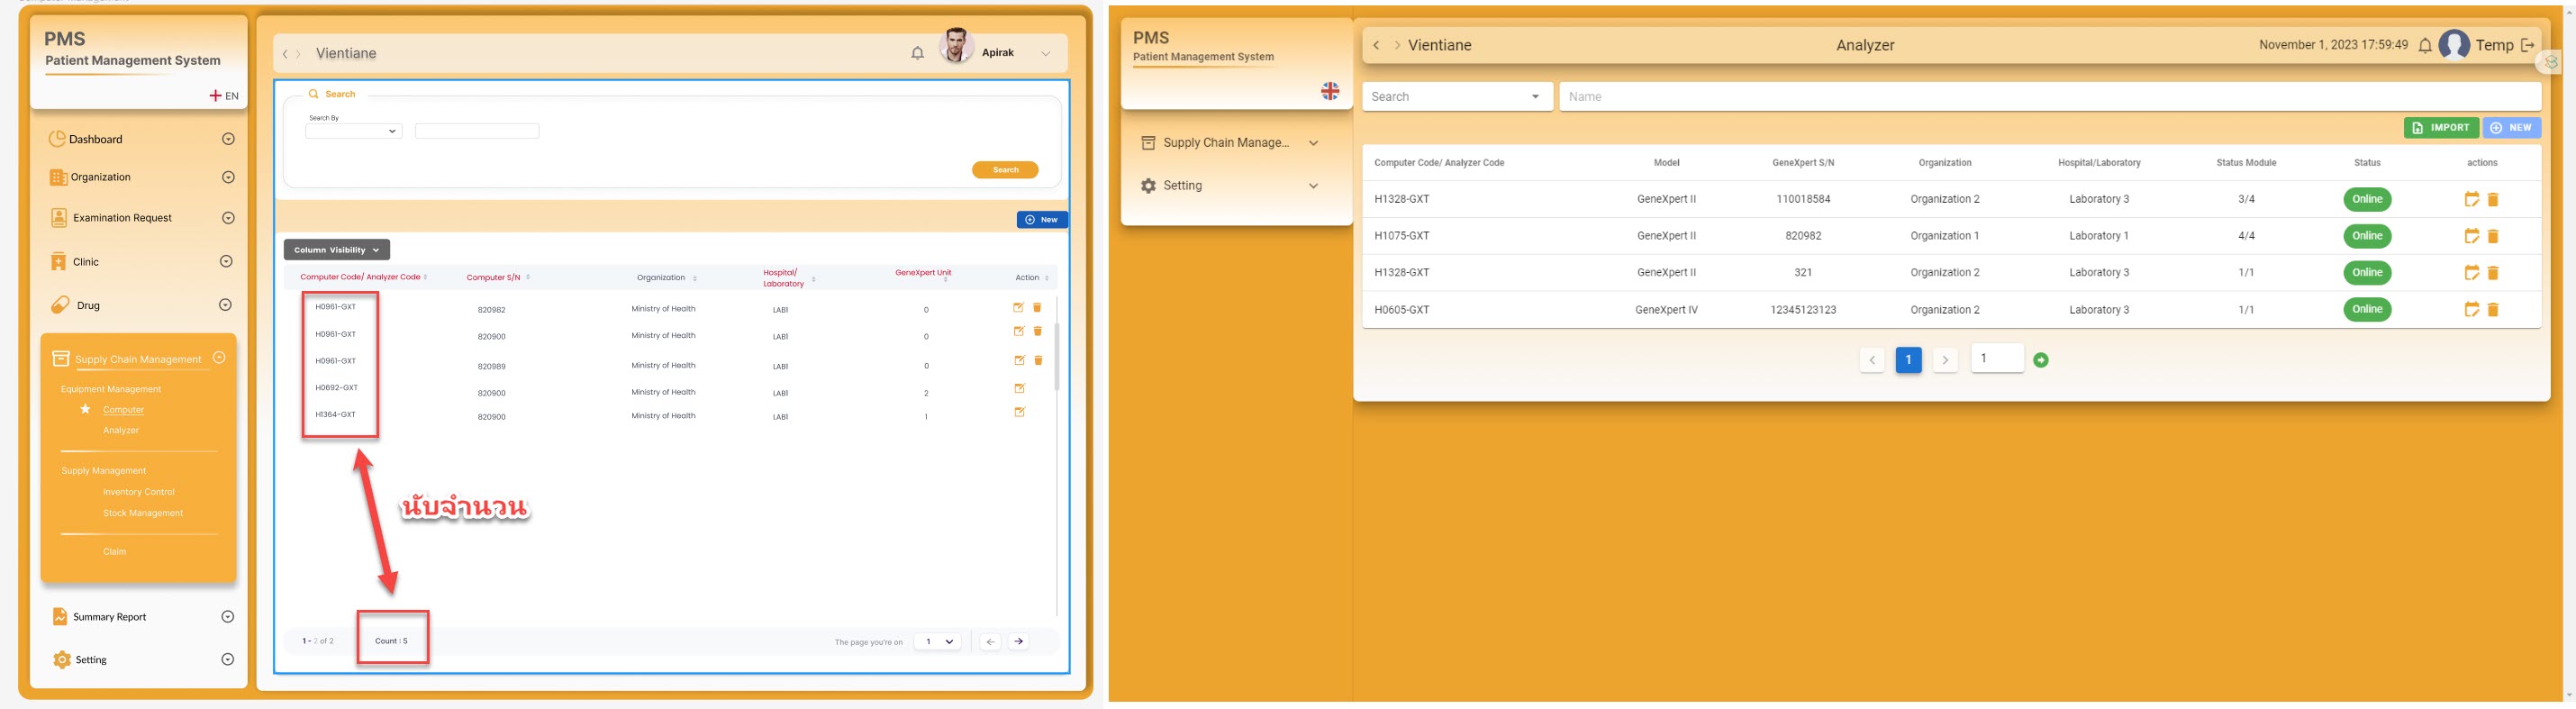 PMS
Patient Management System
EN
Dashboard
Organization
Examination Request
Clinic
Drug
Supply Chain Management
Equipment Management
Computer
Analyzer
Supply Management
Inventory Control
Stock Management
Claim
Summary Report
Setting
Vientiane
Apirak
Search
Search By
Search
New
Column Visibility
Computer Code/ Analyzer Code Computer S/N Organization Hospital/ Laboratory GeneXpert Unit Action
H0961-GXT 820982 Ministry of Health LAB1 0
H0961-GXT 820900 Ministry of Health LAB1 0
H0961-GXT 820989 Ministry of Health LAB1 0
H0692-GXT 820900 Ministry of Health LAB1 2
H1364-GXT 820900 Ministry of Health LAB1 1
นับจำนวน
1 - 2 of 2 Count : 5 The page you're on 1
PMS
Patient Management System
Supply Chain Manage...
Setting
Vientiane Analyzer November 1, 2023 17:59:49 Temp
Search Name
IMPORT NEW
Computer Code/ Analyzer Code Model GeneXpert S/N Organization Hospital/Laboratory Status Module Status actions
H1328-GXT GeneXpert II 110018584 Organization 2 Laboratory 3 3/4 Online
H1075-GXT GeneXpert II 820982 Organization 1 Laboratory 1 4/4 Online
H1328-GXT GeneXpert II 321 Organization 2 Laboratory 3 1/1 Online
H0605-GXT GeneXpert IV 12345123123 Organization 2 Laboratory 3 1/1 Online
1 1